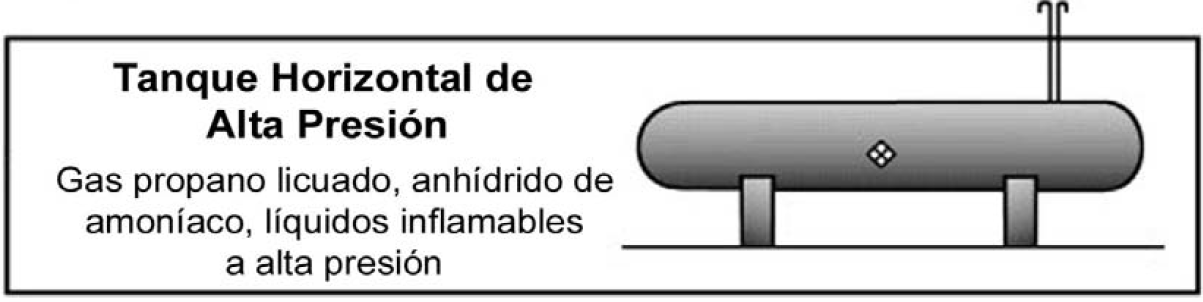 Tanque Horizontal de
Alta Presión
Gas propano licuado, anhídrido de
amoníaco, líquidos inflamables
a alta presión